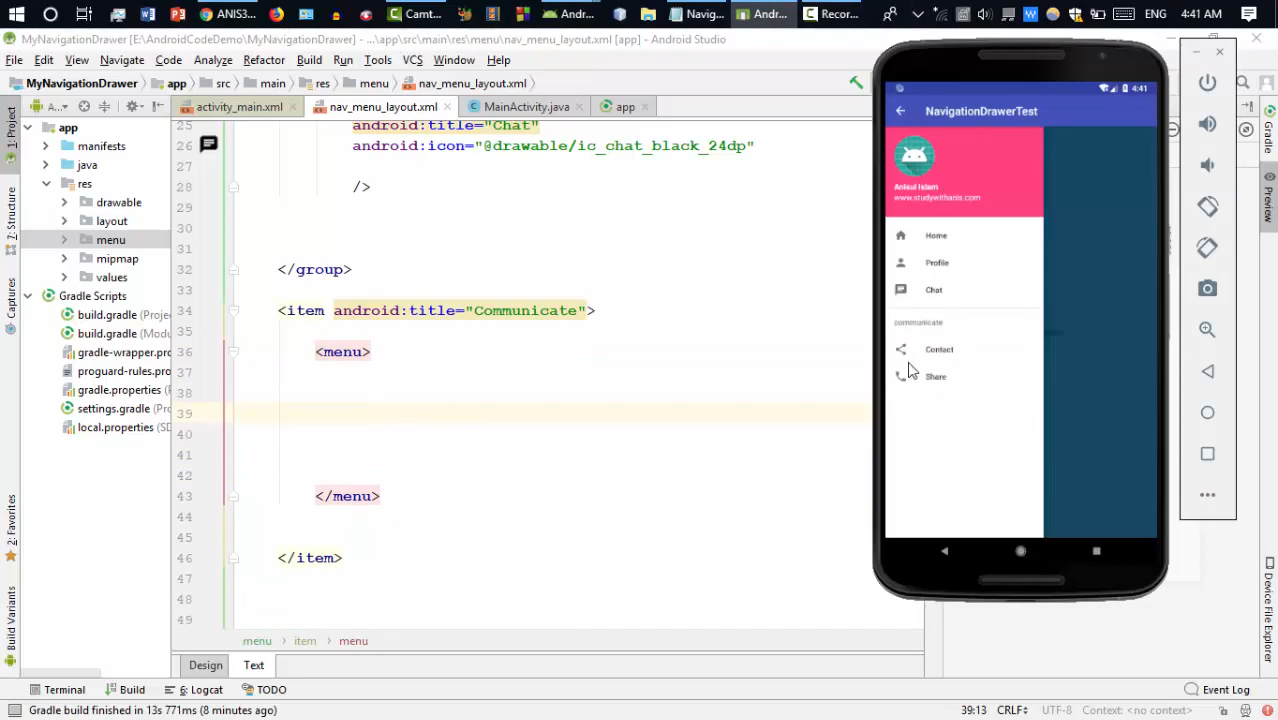 ANIS3...
Camt...
Andr...
Navig...
Andr...
Recor...
ENG 4:41 AM
MyNavigationDrawer [E:\AndroidCodeDemo\MyNavigationDrawer] - ...\app\src\main\res\menu\nav_menu_layout.xml [app] - Android Studio
File Edit View Navigate Code Analyze Refactor Build Run Tools VCS Window Help
MyNavigationDrawer app src main res menu nav_menu_layout.xml
A... activity_main.xml nav_menu_layout.xml MainActivity.java app
1: Project
7: Structure
Captures
2: Favorites
Build Variants
app
manifests
java
res
drawable
layout
menu
mipmap
values
Gradle Scripts
build.gradle (Projec
build.gradle (Modu
gradle-wrapper.pro
proguard-rules.pro
gradle.properties (
settings.gradle (Pro
local.properties (SD
25 android:title="Chat"
26 android:icon="@drawable/ic_chat_black_24dp"
27
28 />
29
30
31
32 </group>
33
34 <item android:title="Communicate">
35
36 <menu>
37
38
39
40
41
42
43 </menu>
44
45
46 </item>
47
48
49
menu item menu
Design Text
4:41
NavigationDrawerTest
Anisul Islam
www.studywithanis.com
Home
Profile
Chat
communicate
Contact
Share
Gradle
Preview
Device File Explorer
Terminal Build 6: Logcat TODO Event Log
Gradle build finished in 13s 771ms (8 minutes ago) 39:13 CRLF UTF-8 Context: <no context>